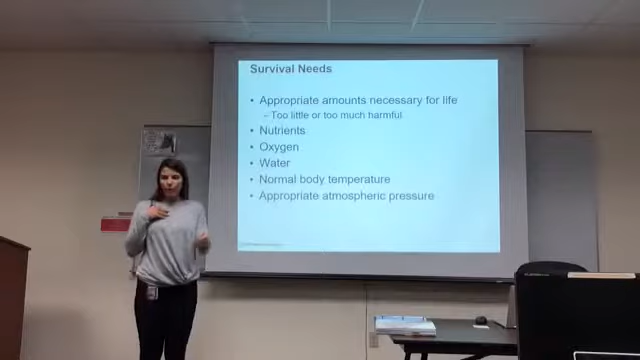 Survival Needs
• Appropriate amounts necessary for life
– Too little or too much harmful
• Nutrients
• Oxygen
• Water
• Normal body temperature
• Appropriate atmospheric pressure